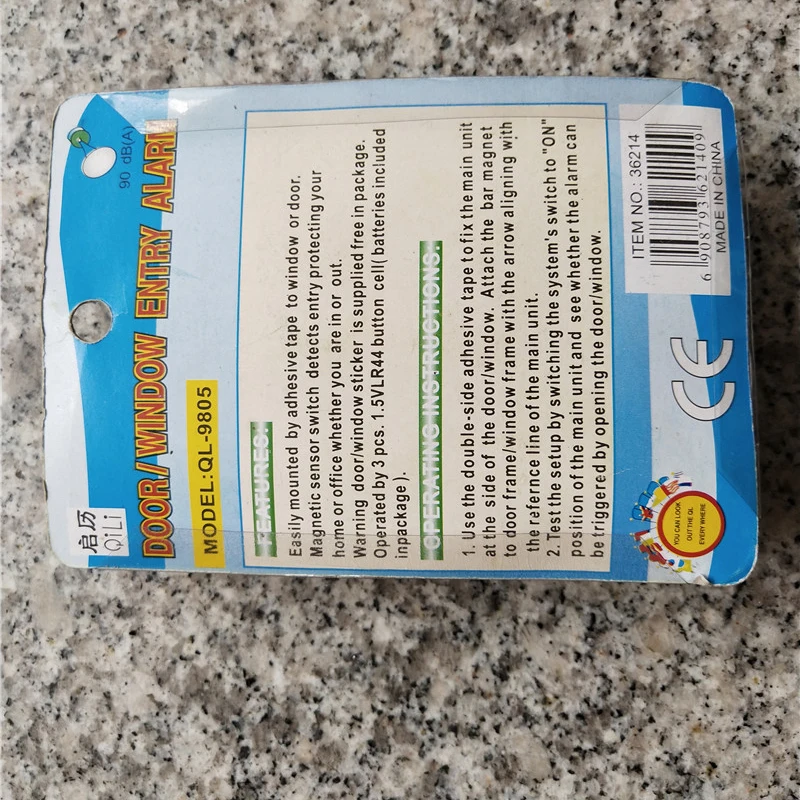 启历
QiLi
90 dB(A)
DOOR/WINDOW ENTRY ALARM
MODEL:QL-9805
FEATURES:
Easily mounted by adhesive tape to window or door.
Magnetic sensor switch detects entry protecting your
home or office whether you are in or out.
Warning door/window sticker is supplied free in package.
Operated by 3 pcs. 1.5VLR44 button cell( batteries included
inpackage).
OPERATING INSTRUCTIONS:
1. Use the double-side adhesive tape to fix the main unit
at the side of the door/window. Attach the bar magnet
to door frame/window frame with the arrow aligning with
the refernce line of the main unit.
2. Test the setup by switching the system's switch to "ON"
position of the main unit and see whether the alarm can
be triggered by opening the door/window.
YOU CAN LOOK
OUT THE QL
EVERY WHERE
CE
ITEM NO.: 36214
6 908793 621409
MADE IN CHINA